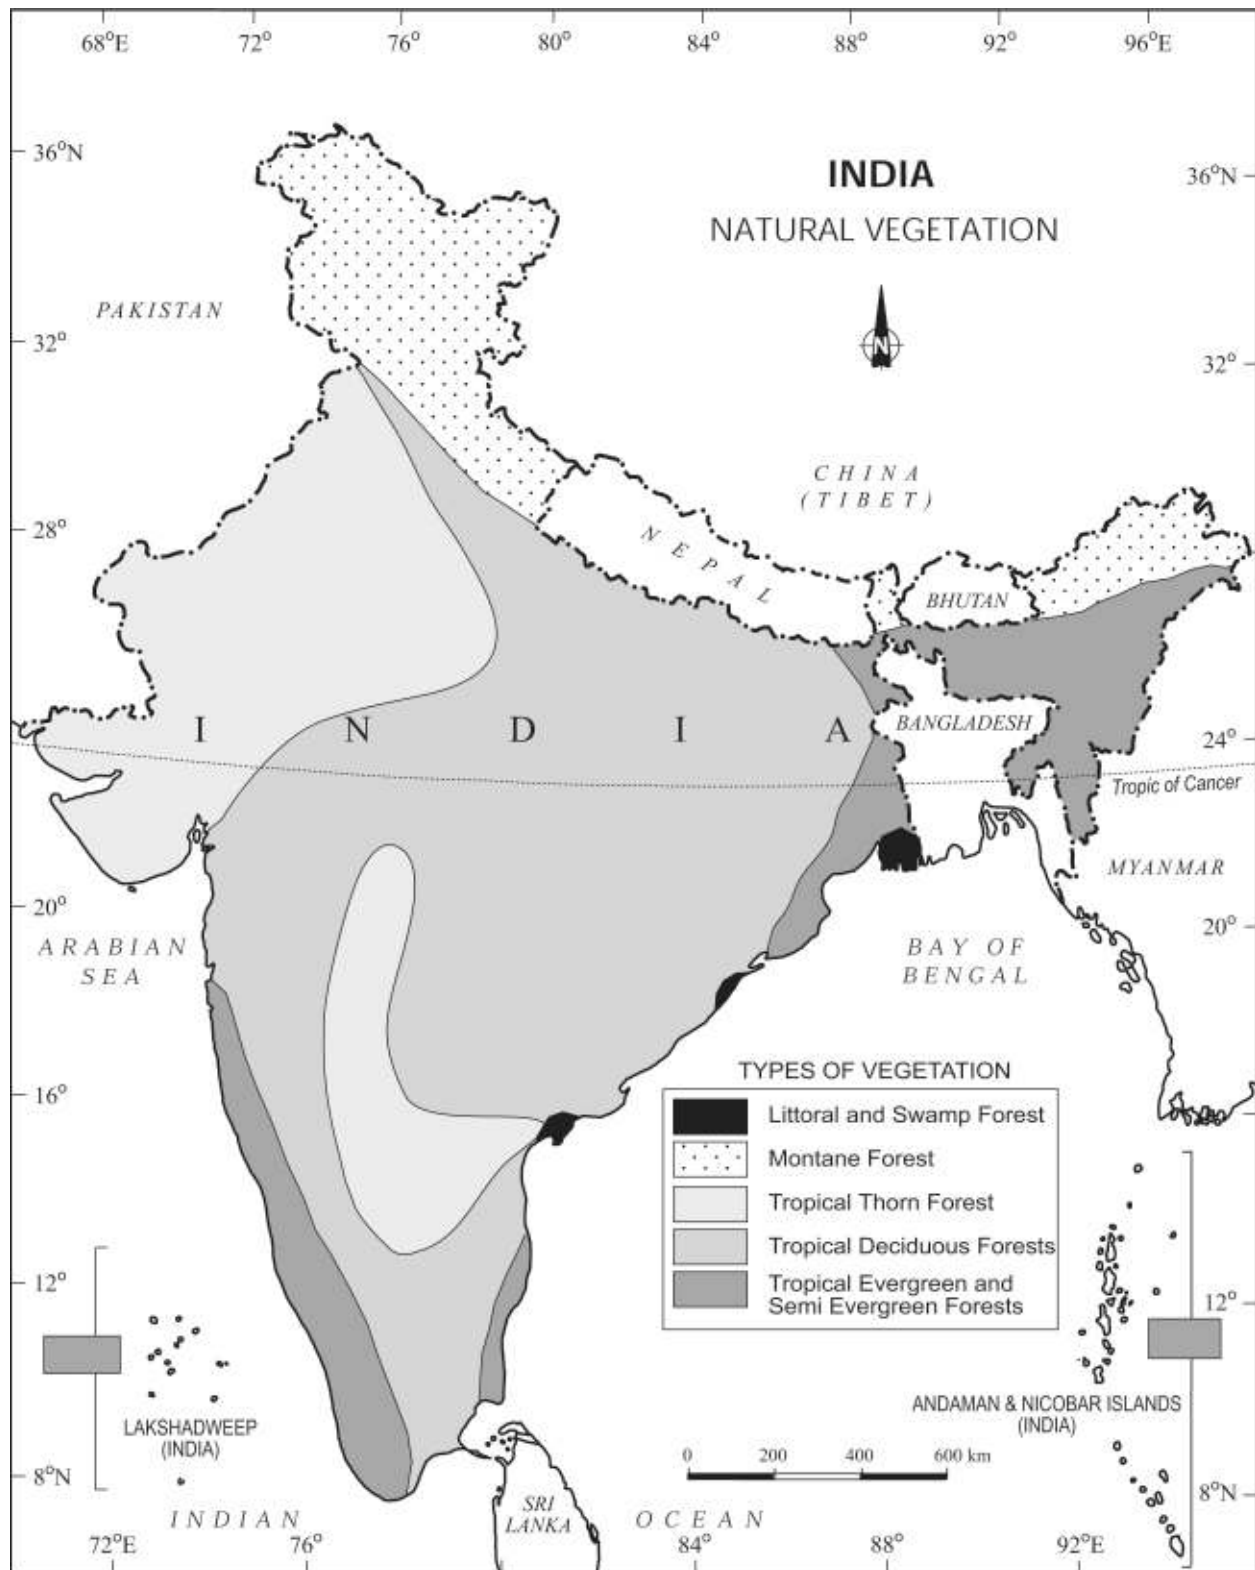 68°E 72° 76° 80° 84° 88° 92° 96°E
36°N
INDIA
36°N
NATURAL VEGETATION
PAKISTAN
N
32°
32°
CHINA
(TIBET)
28°
NEPAL
BHUTAN
INDIA
BANGLADESH
24°
Tropic of Cancer
MYANMAR
20°
20°
ARABIAN
SEA
BAY OF
BENGAL
TYPES OF VEGETATION
16°
Littoral and Swamp Forest
Montane Forest
Tropical Thorn Forest
Tropical Deciduous Forests
Tropical Evergreen and
Semi Evergreen Forests
12°
12°
LAKSHADWEEP
(INDIA)
ANDAMAN & NICOBAR ISLANDS
(INDIA)
0 200 400 600 km
8°N
8°N
SRI
LANKA
INDIAN OCEAN
72°E 76° 84° 88° 92°E